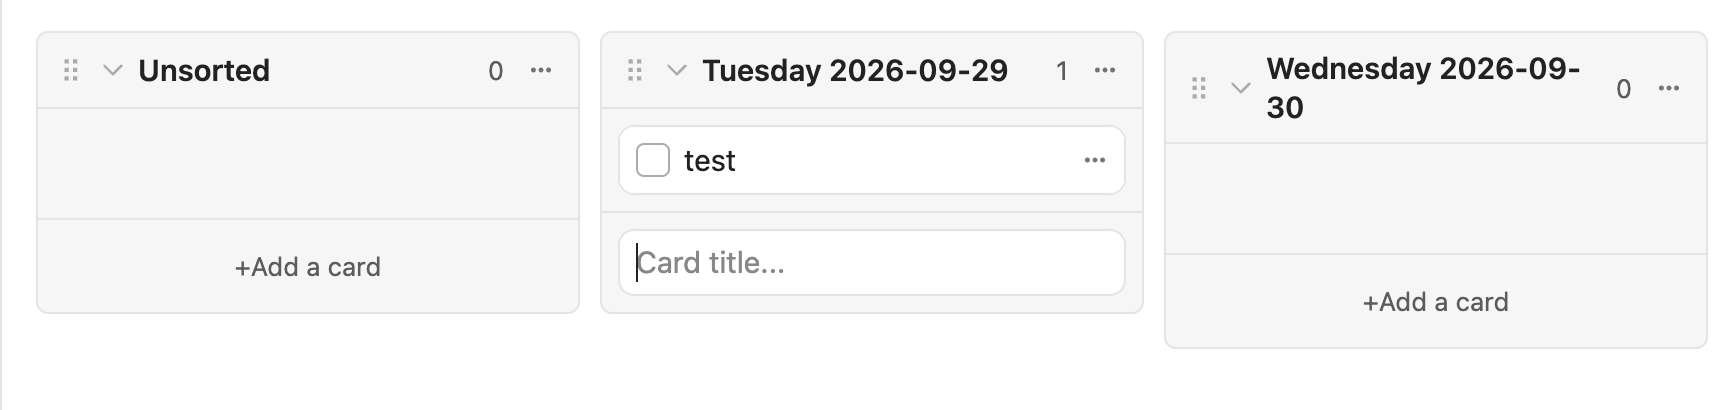 Unsorted 0 ...
+Add a card
Tuesday 2026-09-29 1 ...
test ...
Card title...
Wednesday 2026-09-
30 0 ...
+Add a card